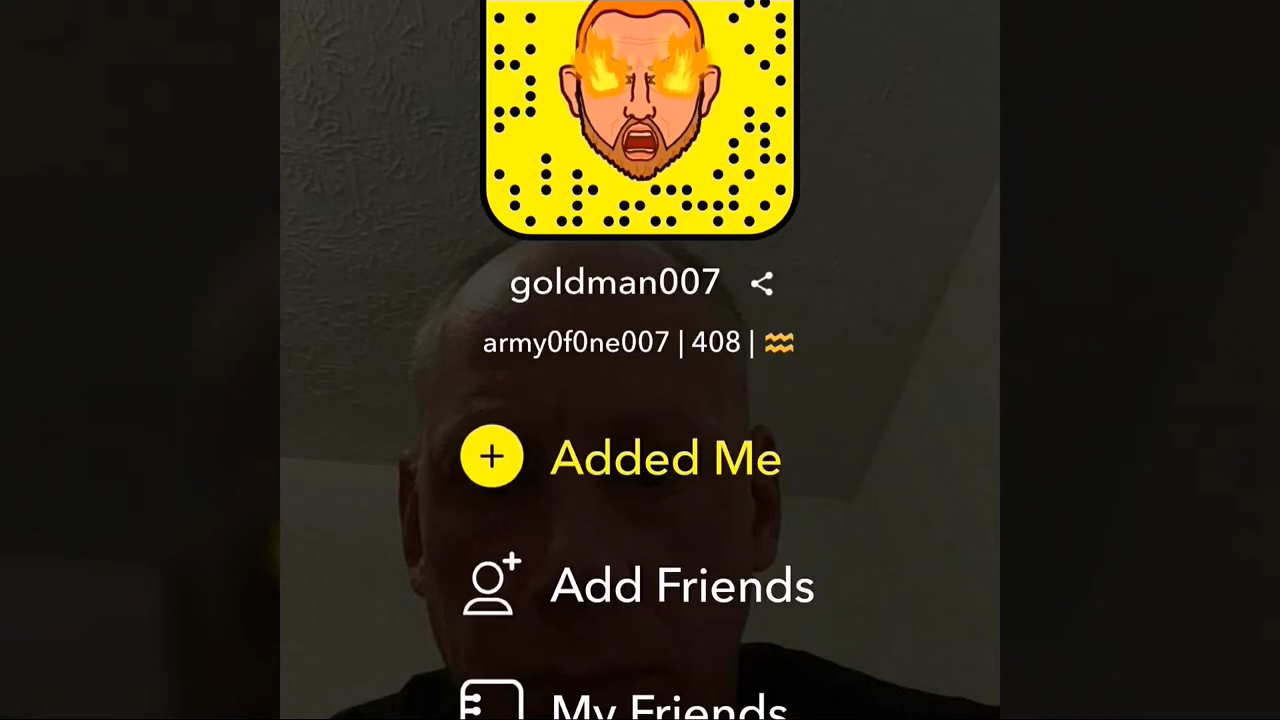 goldman007
army0f0ne007 | 408 | ♒
Added Me
Add Friends
My Friends